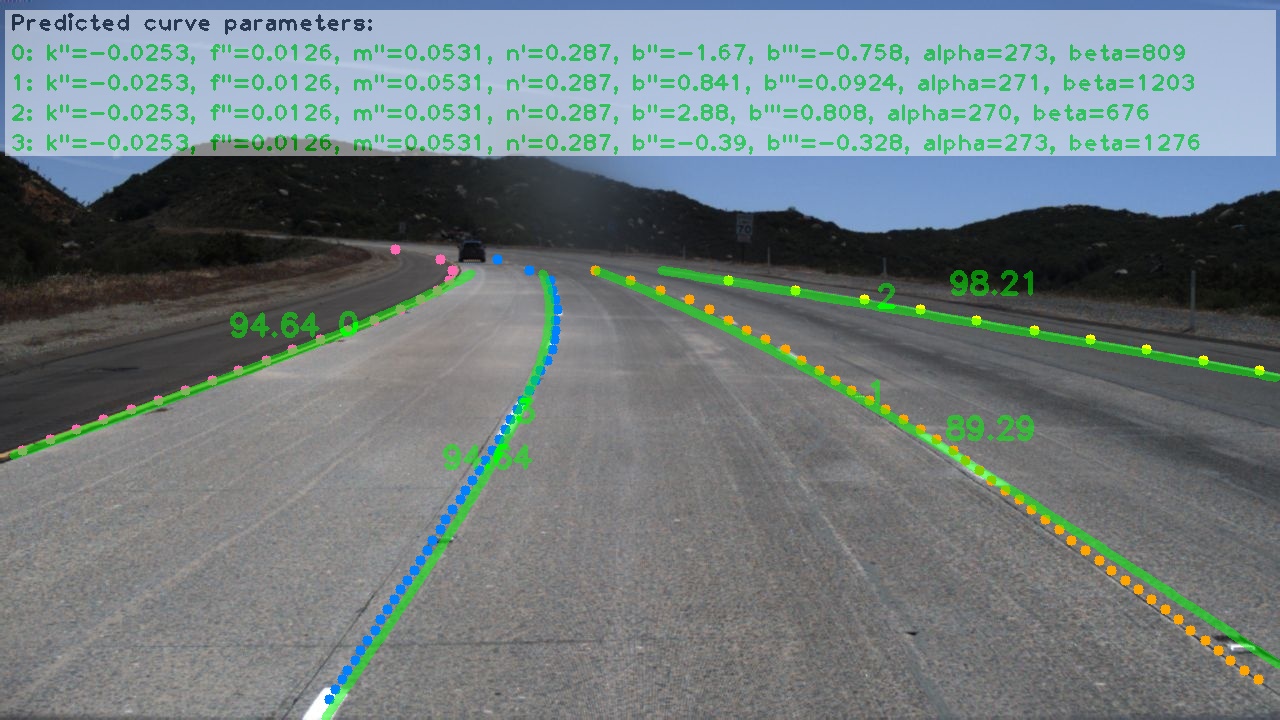 Predicted curve parameters:
0: k"=-0.0253, f"=0.0126, m"=0.0531, n'=0.287, b"=-1.67, b'''=-0.758, alpha=273, beta=809
1: k"=-0.0253, f"=0.0126, m"=0.0531, n'=0.287, b"=0.841, b'''=0.0924, alpha=271, beta=1203
2: k"=-0.0253, f"=0.0126, m"=0.0531, n'=0.287, b"=2.88, b'''=0.808, alpha=270, beta=676
3: k"=-0.0253, f"=0.0126, m"=0.0531, n'=0.287, b"=-0.39, b'''=-0.328, alpha=273, beta=1276
70
98.21
2
94.64 0
1
3
89.29
94.64